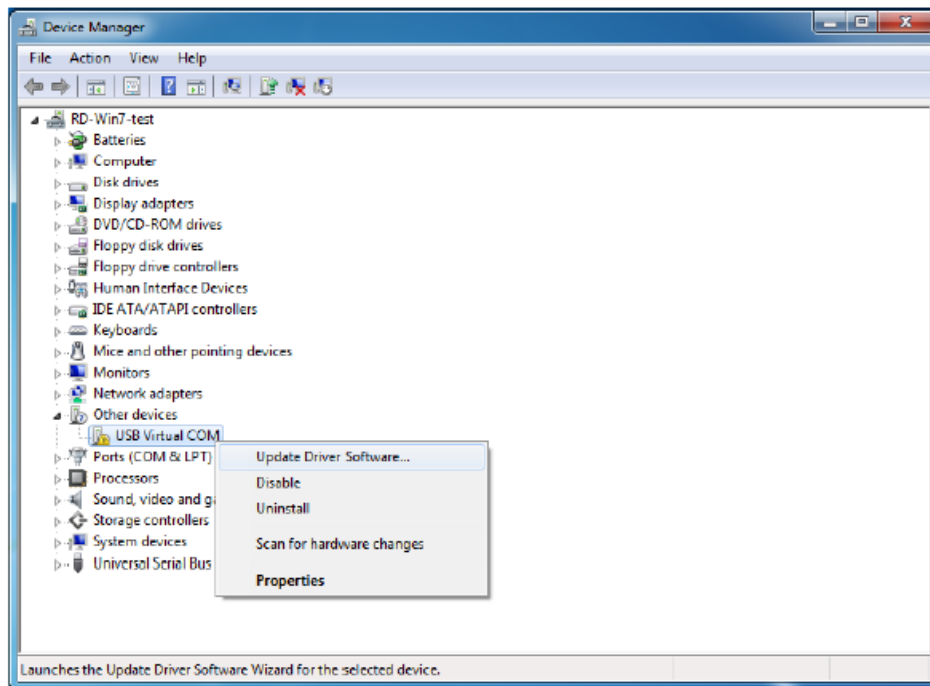 Device Manager
File Action View Help
RD-Win7-test
Batteries
Computer
Disk drives
Display adapters
DVD/CD-ROM drives
Floppy disk drives
Floppy drive controllers
Human Interface Devices
IDE ATA/ATAPI controllers
Keyboards
Mice and other pointing devices
Monitors
Network adapters
Other devices
USB Virtual COM
Ports (COM & LPT)
Processors
Sound, video and g
Storage controllers
System devices
Universal Serial Bus
Update Driver Software...
Disable
Uninstall
Scan for hardware changes
Properties
Launches the Update Driver Software Wizard for the selected device.